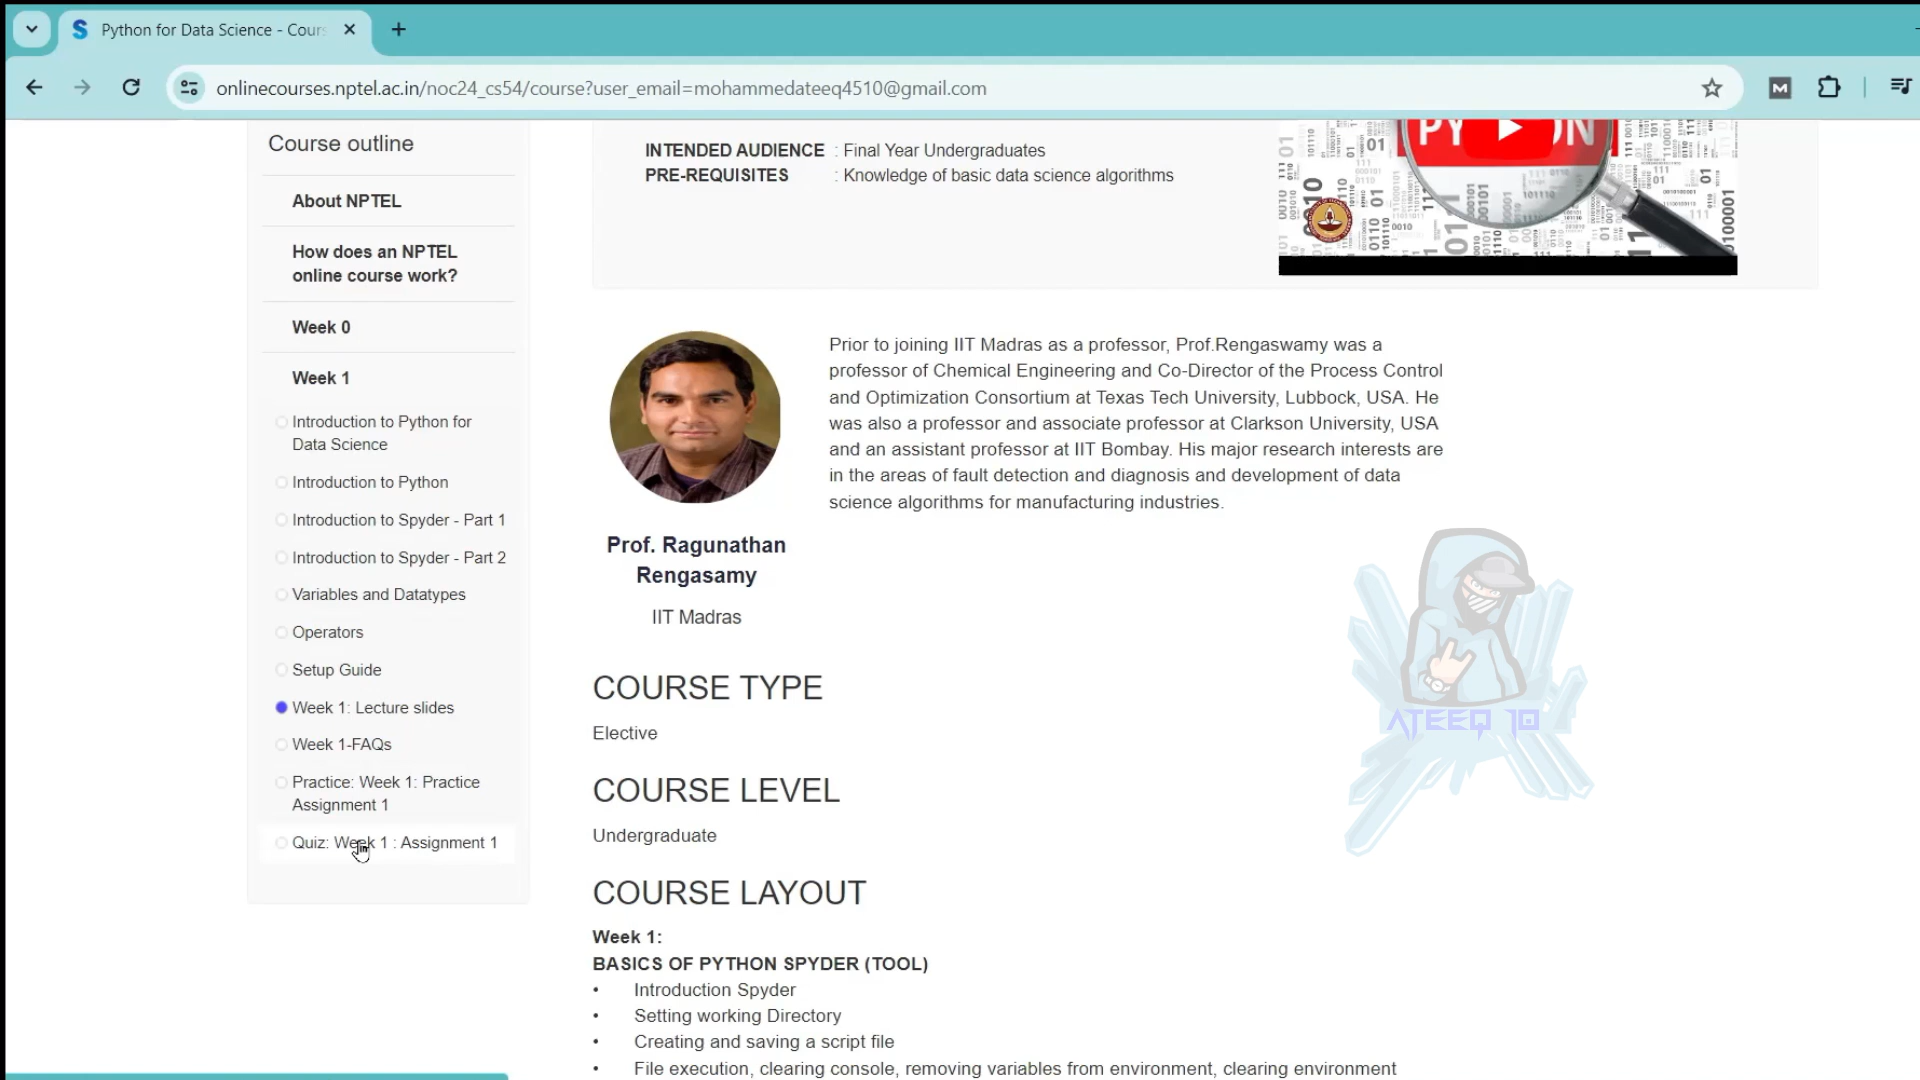 Python for Data Science - Cour
onlinecourses.nptel.ac.in/noc24_cs54/course?user_email=mohammedateeq4510@gmail.com
Course outline
About NPTEL
How does an NPTEL
online course work?
Week 0
Week 1
Introduction to Python for
Data Science
Introduction to Python
Introduction to Spyder - Part 1
Introduction to Spyder - Part 2
Variables and Datatypes
Operators
Setup Guide
Week 1: Lecture slides
Week 1-FAQs
Practice: Week 1: Practice
Assignment 1
Quiz: Week 1 : Assignment 1
INTENDED AUDIENCE : Final Year Undergraduates
PRE-REQUISITES : Knowledge of basic data science algorithms
Prior to joining IIT Madras as a professor, Prof.Rengaswamy was a
professor of Chemical Engineering and Co-Director of the Process Control
and Optimization Consortium at Texas Tech University, Lubbock, USA. He
was also a professor and associate professor at Clarkson University, USA
and an assistant professor at IIT Bombay. His major research interests are
in the areas of fault detection and diagnosis and development of data
science algorithms for manufacturing industries.
Prof. Ragunathan
Rengasamy
IIT Madras
COURSE TYPE
Elective
COURSE LEVEL
Undergraduate
COURSE LAYOUT
Week 1:
BASICS OF PYTHON SPYDER (TOOL)
• Introduction Spyder
• Setting working Directory
• Creating and saving a script file
• File execution, clearing console, removing variables from environment, clearing environment
ATEEQ 10